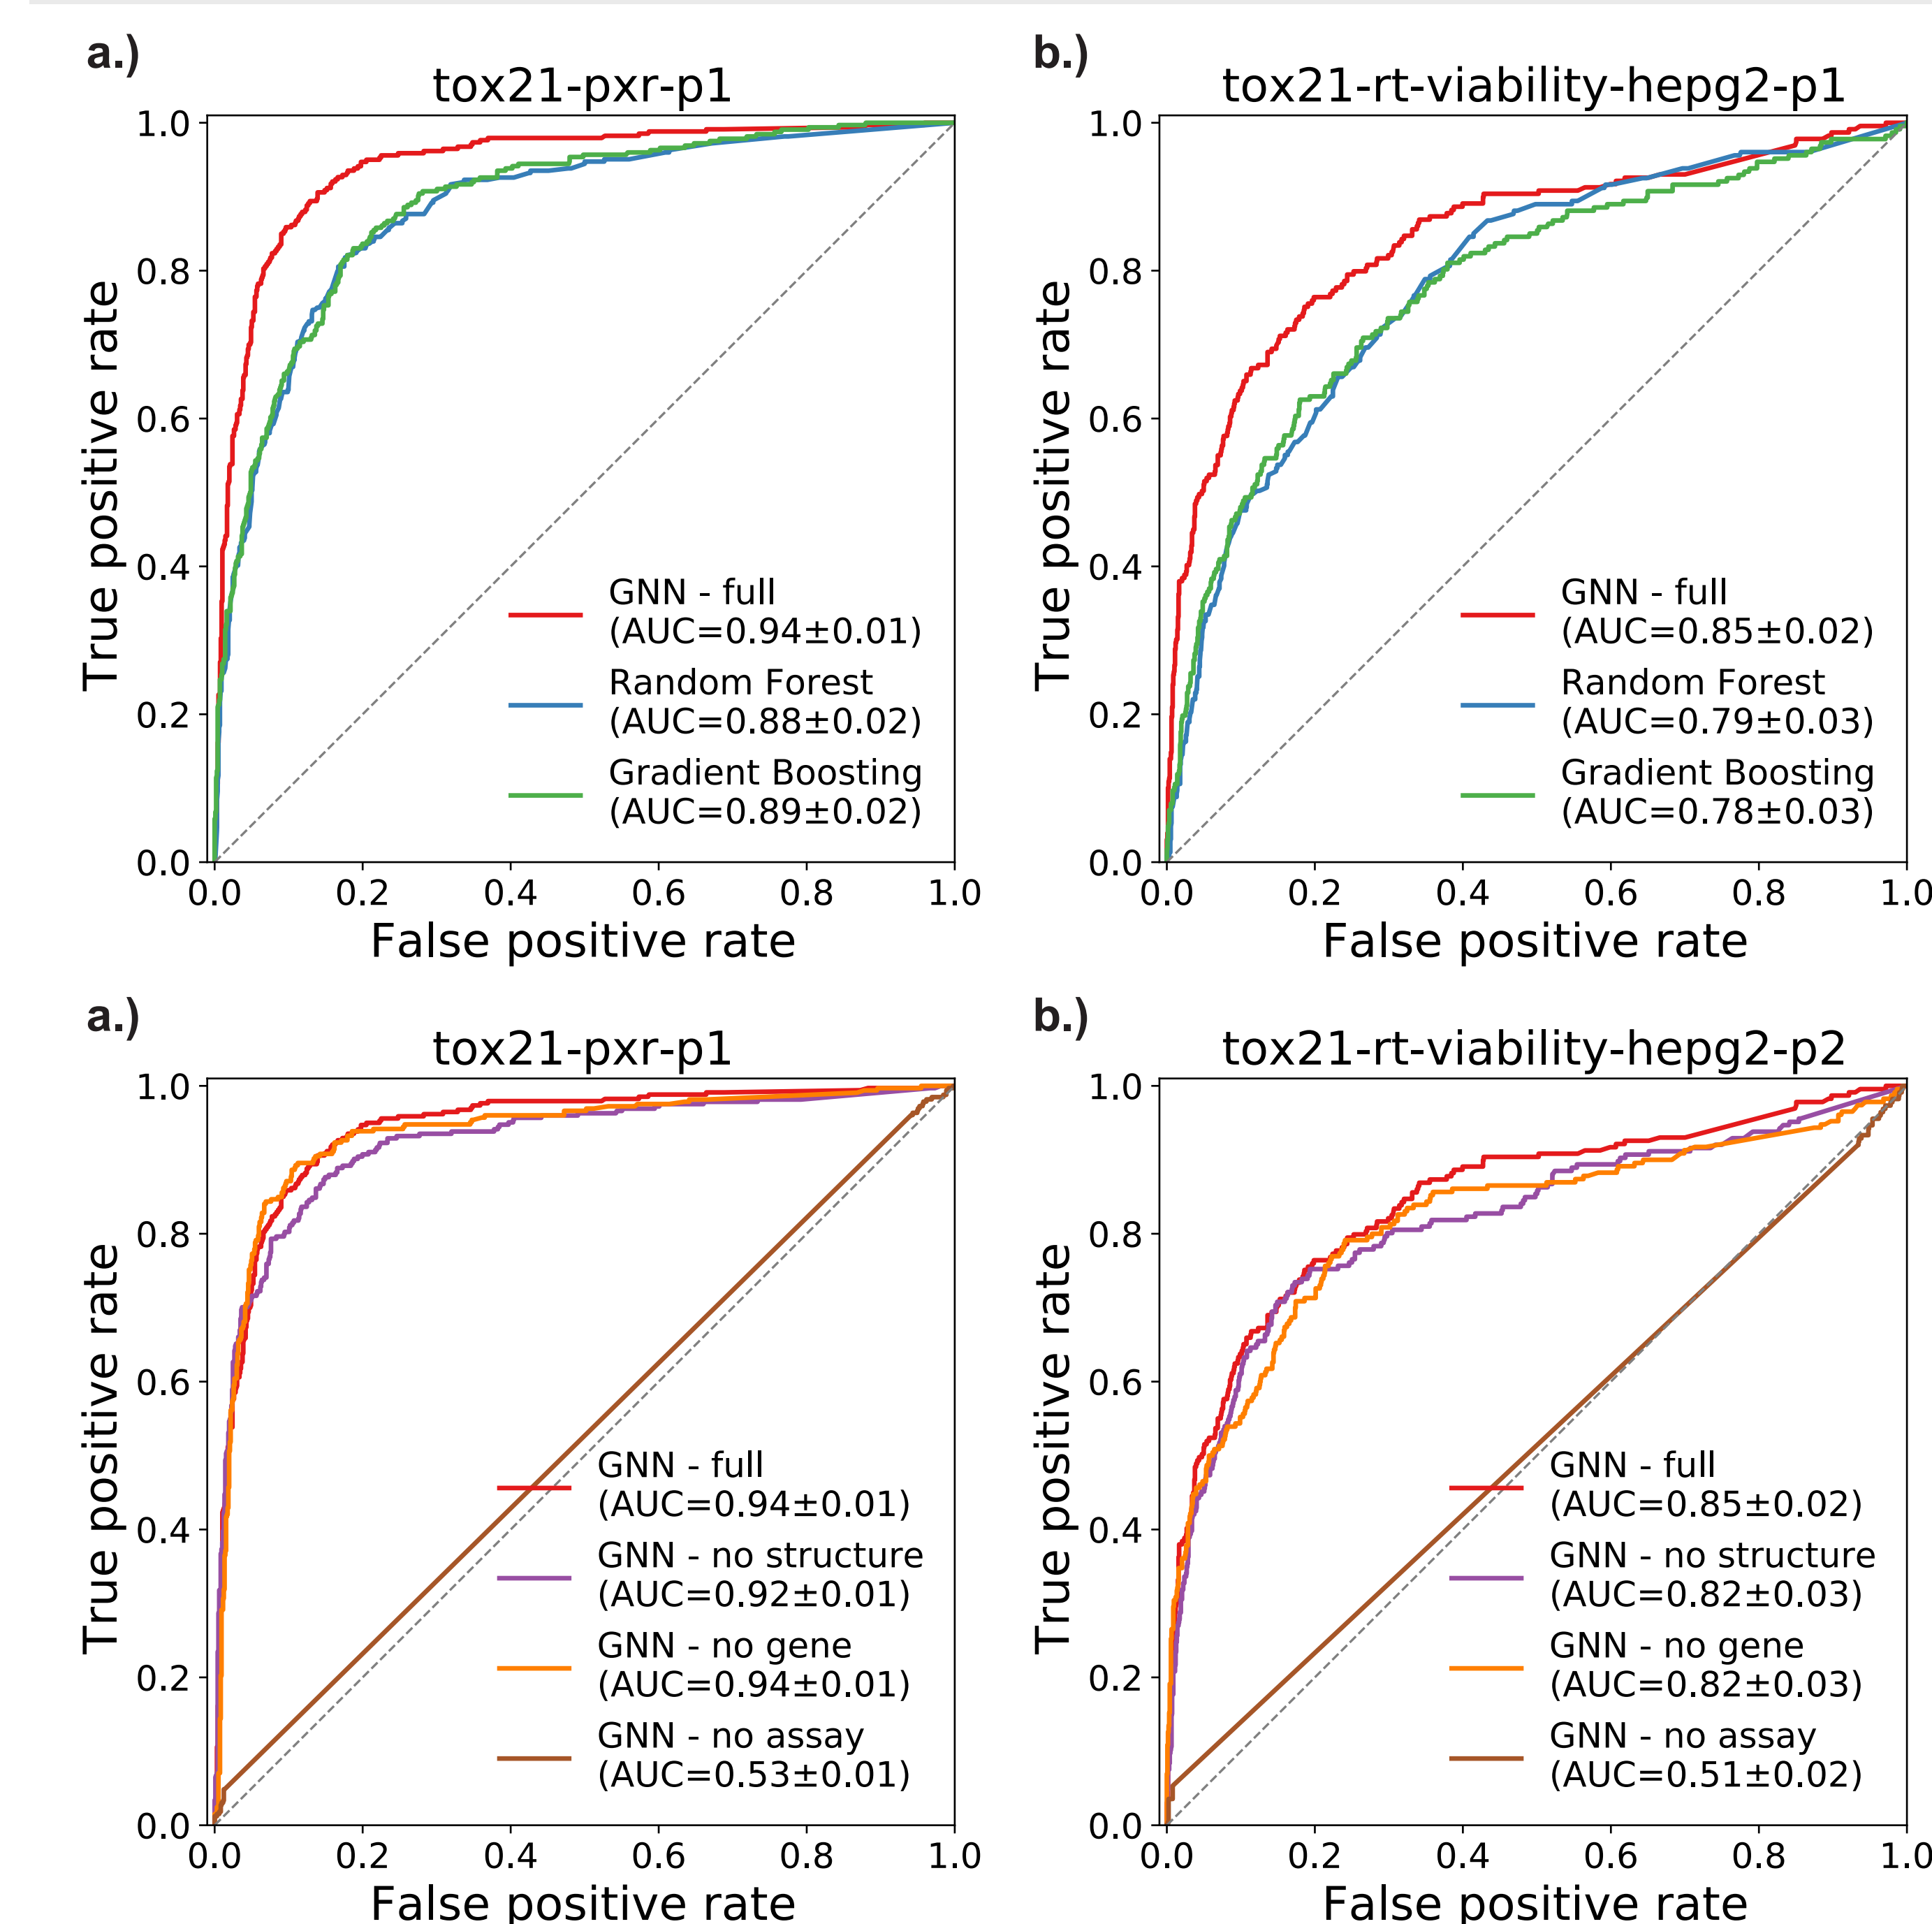 a.)
tox21-pxr-p1
True positive rate
1.0
0.8
0.6
0.4
0.2
0.0
GNN - full
(AUC=0.94±0.01)
Random Forest
(AUC=0.88±0.02)
Gradient Boosting
(AUC=0.89±0.02)
0.0 0.2 0.4 0.6 0.8 1.0
False positive rate
b.)
tox21-rt-viability-hepg2-p1
True positive rate
1.0
0.8
0.6
0.4
0.2
0.0
GNN - full
(AUC=0.85±0.02)
Random Forest
(AUC=0.79±0.03)
Gradient Boosting
(AUC=0.78±0.03)
0.0 0.2 0.4 0.6 0.8 1.0
False positive rate
a.)
tox21-pxr-p1
True positive rate
1.0
0.8
0.6
0.4
0.2
0.0
GNN - full
(AUC=0.94±0.01)
GNN - no structure
(AUC=0.92±0.01)
GNN - no gene
(AUC=0.94±0.01)
GNN - no assay
(AUC=0.53±0.01)
0.0 0.2 0.4 0.6 0.8 1.0
False positive rate
b.)
tox21-rt-viability-hepg2-p2
True positive rate
1.0
0.8
0.6
0.4
0.2
0.0
GNN - full
(AUC=0.85±0.02)
GNN - no structure
(AUC=0.82±0.03)
GNN - no gene
(AUC=0.82±0.03)
GNN - no assay
(AUC=0.51±0.02)
0.0 0.2 0.4 0.6 0.8 1.0
False positive rate